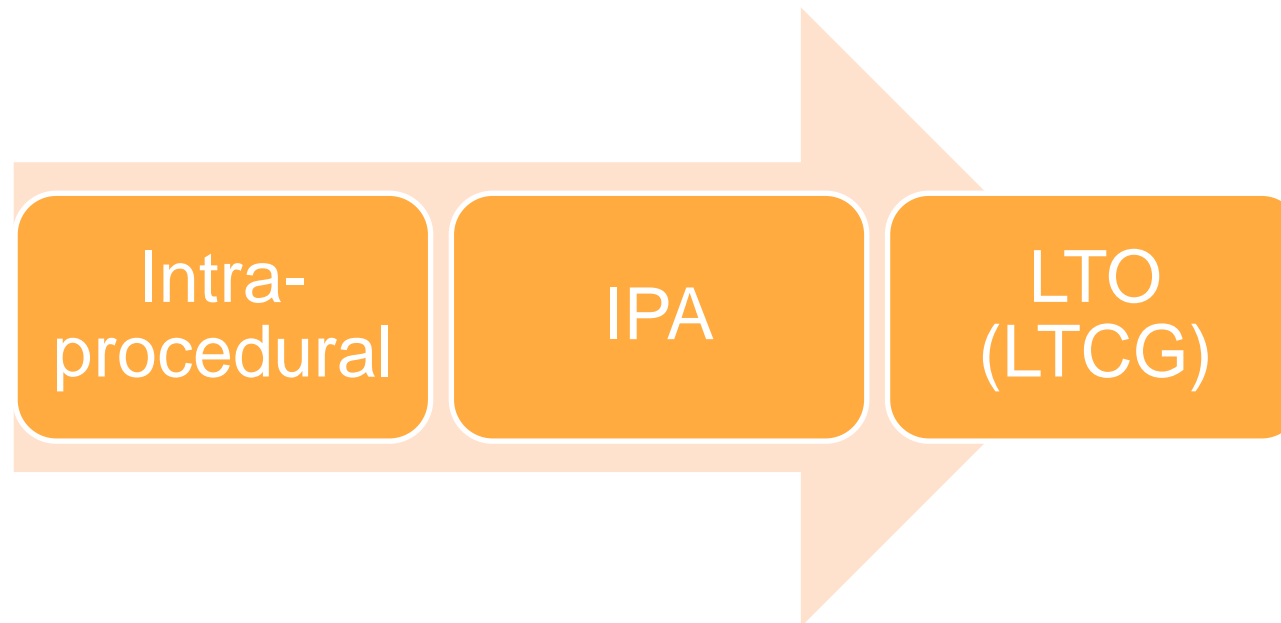 Intra-
procedural
IPA
LTO
(LTCG)